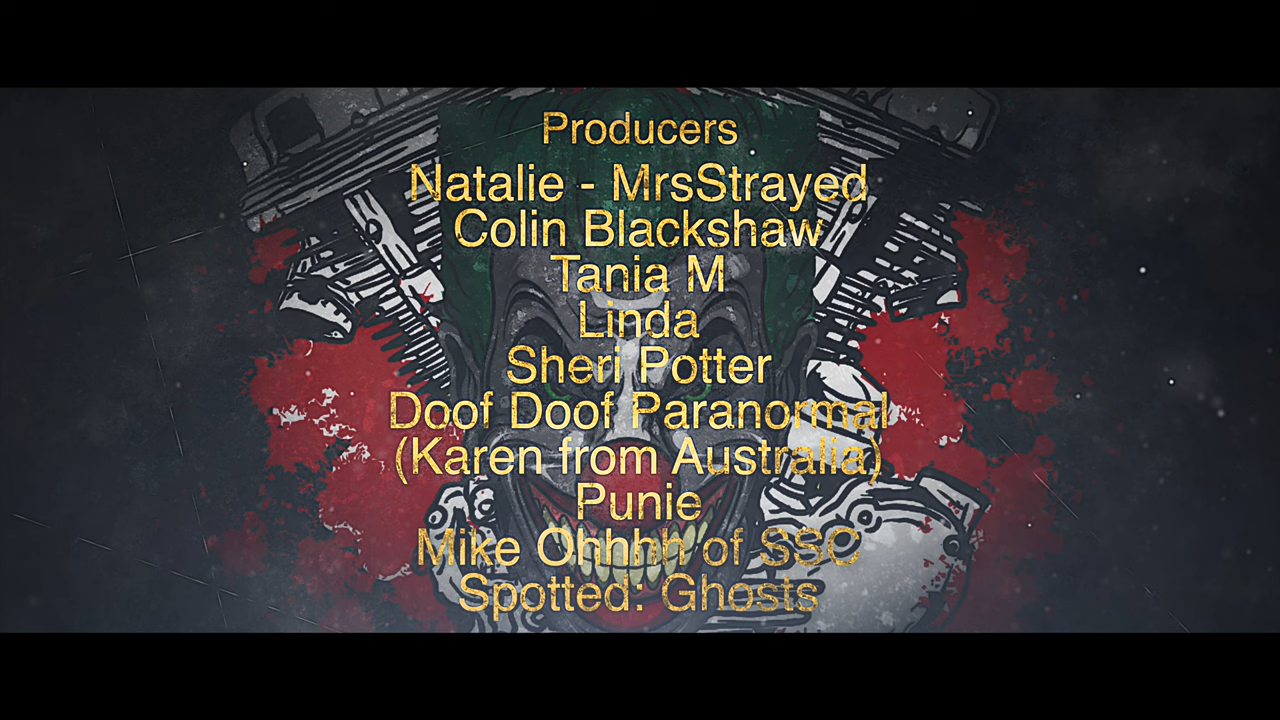 Producers
Natalie - MrsStrayed
Colin Blackshaw
Tania M
Linda
Sheri Potter
Doof Doof Paranormal
(Karen from Australia)
Punie
Mike Ohhhh of SSC
Spotted: Ghosts